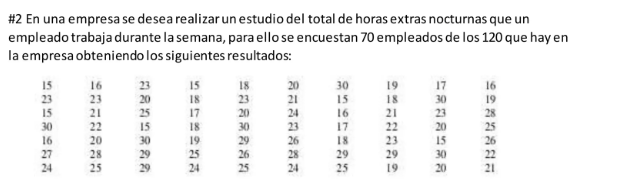 #2 En una empresa se desea realizar un estudio del total de horas extras nocturnas que un
empleado trabaja durante la semana, para ello se encuestan 70 empleados de los 120 que hay en
la empresa obteniendo los siguientes resultados:
15 16 23 15 18 20 30 19 17 16
23 23 20 18 23 21 15 18 30 19
15 21 25 17 20 24 16 21 23 28
30 22 15 18 30 23 17 22 20 25
16 20 30 19 29 26 18 23 15 26
27 28 29 25 26 28 29 29 30 22
24 25 29 24 25 24 25 19 20 21